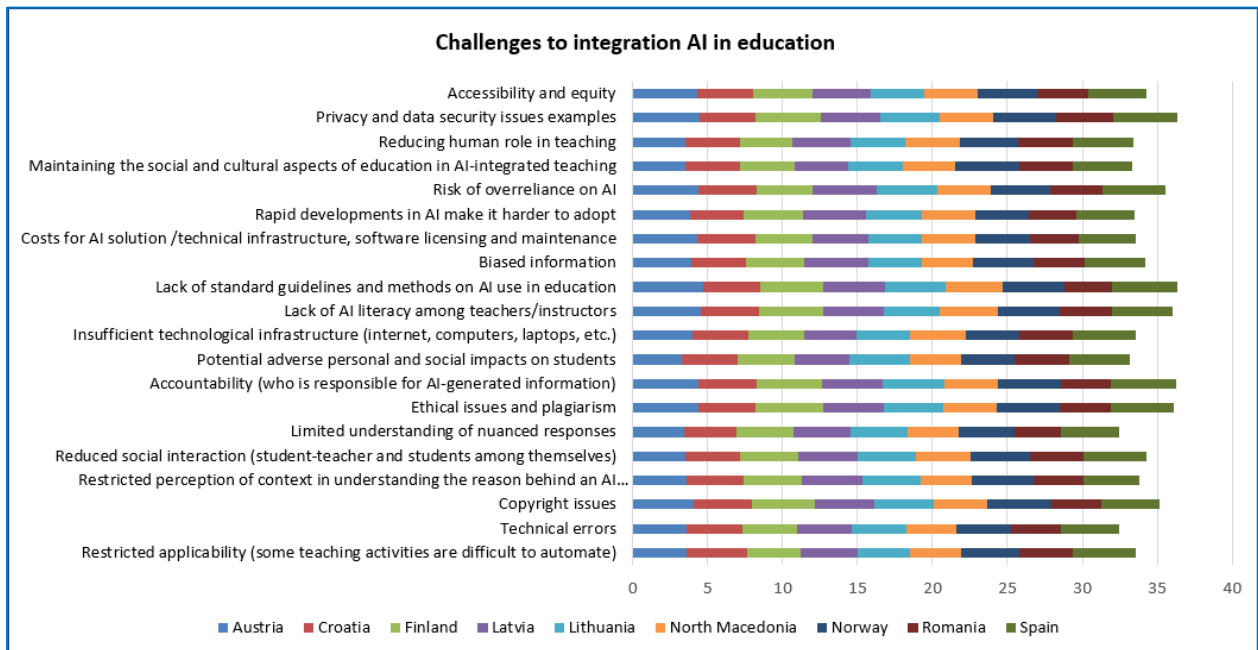 Challenges to integration AI in education
Accessibility and equity
Privacy and data security issues examples
Reducing human role in teaching
Maintaining the social and cultural aspects of education in AI-integrated teaching
Risk of overreliance on AI
Rapid developments in AI make it harder to adopt
Costs for AI solution /technical infrastructure, software licensing and maintenance
Biased information
Lack of standard guidelines and methods on AI use in education
Lack of AI literacy among teachers/instructors
Insufficient technological infrastructure (internet, computers, laptops, etc.)
Potential adverse personal and social impacts on students
Accountability (who is responsible for AI-generated information)
Ethical issues and plagiarism
Limited understanding of nuanced responses
Reduced social interaction (student-teacher and students among themselves)
Restricted perception of context in understanding the reason behind an AI...
Copyright issues
Technical errors
Restricted applicability (some teaching activities are difficult to automate)
0 5 10 15 20 25 30 35 40
Austria Croatia Finland Latvia Lithuania North Macedonia Norway Romania Spain